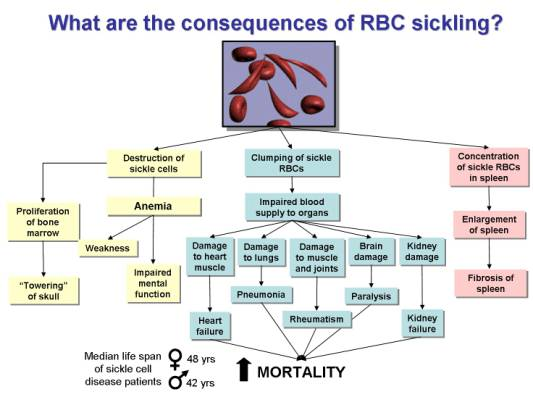 What are the consequences of RBC sickling?
Destruction of
sickle cells
Clumping of sickle
RBCs
Concentration
of sickle RBCs
in spleen
Proliferation
of bone
marrow
Anemia
Impaired blood
supply to organs
Enlargement
of spleen
Weakness
Damage
to heart
muscle
Damage
to lungs
Damage
to muscle
and joints
Brain
damage
Kidney
damage
"Towering"
of skull
Impaired
mental
function
Pneumonia
Paralysis
Fibrosis of
spleen
Heart
failure
Rheumatism
Kidney
failure
Median life span
of sickle cell
disease patients
48 yrs
42 yrs
MORTALITY